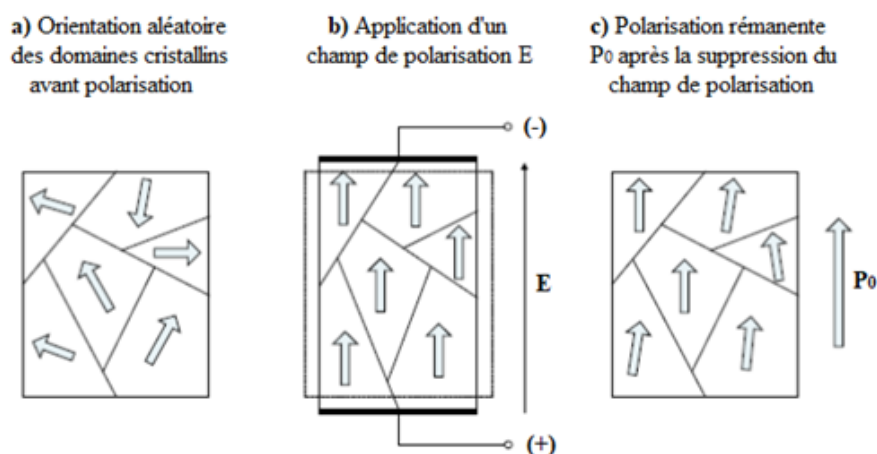 a) Orientation aléatoire
des domaines cristallins
avant polarisation
b) Application d'un
champ de polarisation E
c) Polarisation rémanente
P0 après la suppression du
champ de polarisation
(-)
E
P0
(+)